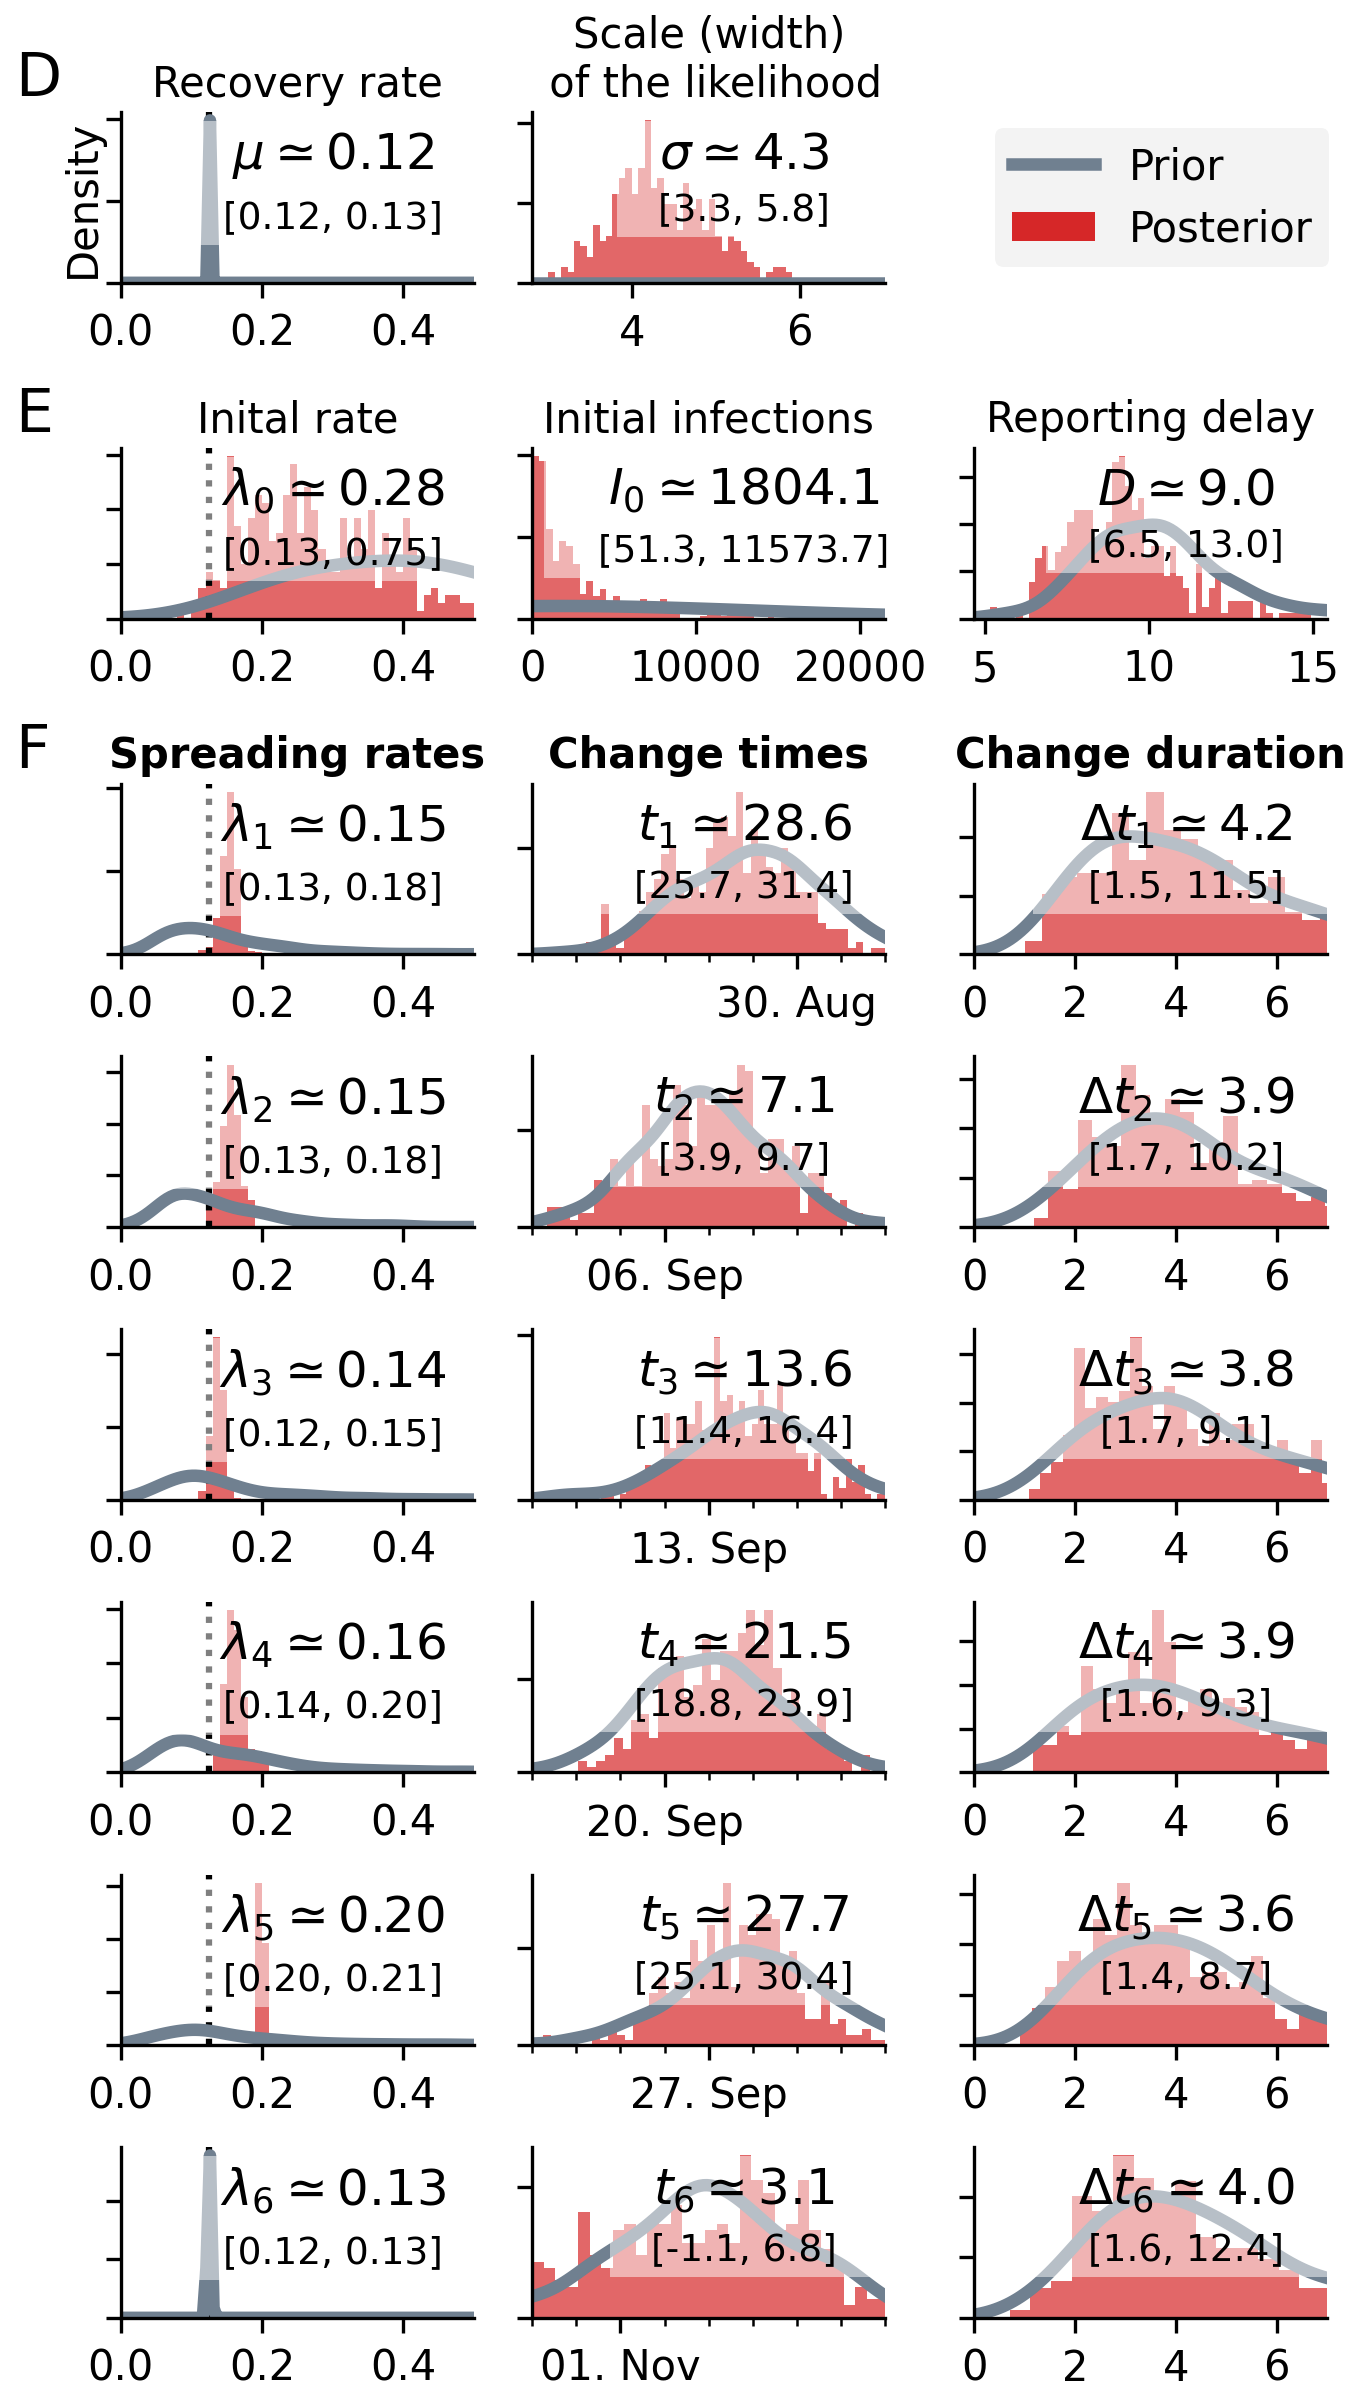 D
Recovery rate
Scale (width)
of the likelihood
Density
μ ≃ 0.12
[0.12, 0.13]
0.0 0.2 0.4
σ ≃ 4.3
[3.3, 5.8]
4 6
Prior
Posterior
E
Inital rate
λ0 ≃ 0.28
[0.13, 0.75]
0.0 0.2 0.4
Initial infections
I0 ≃ 1804.1
[51.3, 11573.7]
0 10000 20000
Reporting delay
D ≃ 9.0
[6.5, 13.0]
5 10 15
F
Spreading rates
Change times
Change duration
λ1 ≃ 0.15
[0.13, 0.18]
0.0 0.2 0.4
t1 ≃ 28.6
[25.7, 31.4]
30. Aug
Δt1 ≃ 4.2
[1.5, 11.5]
0 2 4 6
λ2 ≃ 0.15
[0.13, 0.18]
0.0 0.2 0.4
t2 ≃ 7.1
[3.9, 9.7]
06. Sep
Δt2 ≃ 3.9
[1.7, 10.2]
0 2 4 6
λ3 ≃ 0.14
[0.12, 0.15]
0.0 0.2 0.4
t3 ≃ 13.6
[11.4, 16.4]
13. Sep
Δt3 ≃ 3.8
[1.7, 9.1]
0 2 4 6
λ4 ≃ 0.16
[0.14, 0.20]
0.0 0.2 0.4
t4 ≃ 21.5
[18.8, 23.9]
20. Sep
Δt4 ≃ 3.9
[1.6, 9.3]
0 2 4 6
λ5 ≃ 0.20
[0.20, 0.21]
0.0 0.2 0.4
t5 ≃ 27.7
[25.1, 30.4]
27. Sep
Δt5 ≃ 3.6
[1.4, 8.7]
0 2 4 6
λ6 ≃ 0.13
[0.12, 0.13]
0.0 0.2 0.4
t6 ≃ 3.1
[-1.1, 6.8]
01. Nov
Δt6 ≃ 4.0
[1.6, 12.4]
0 2 4 6